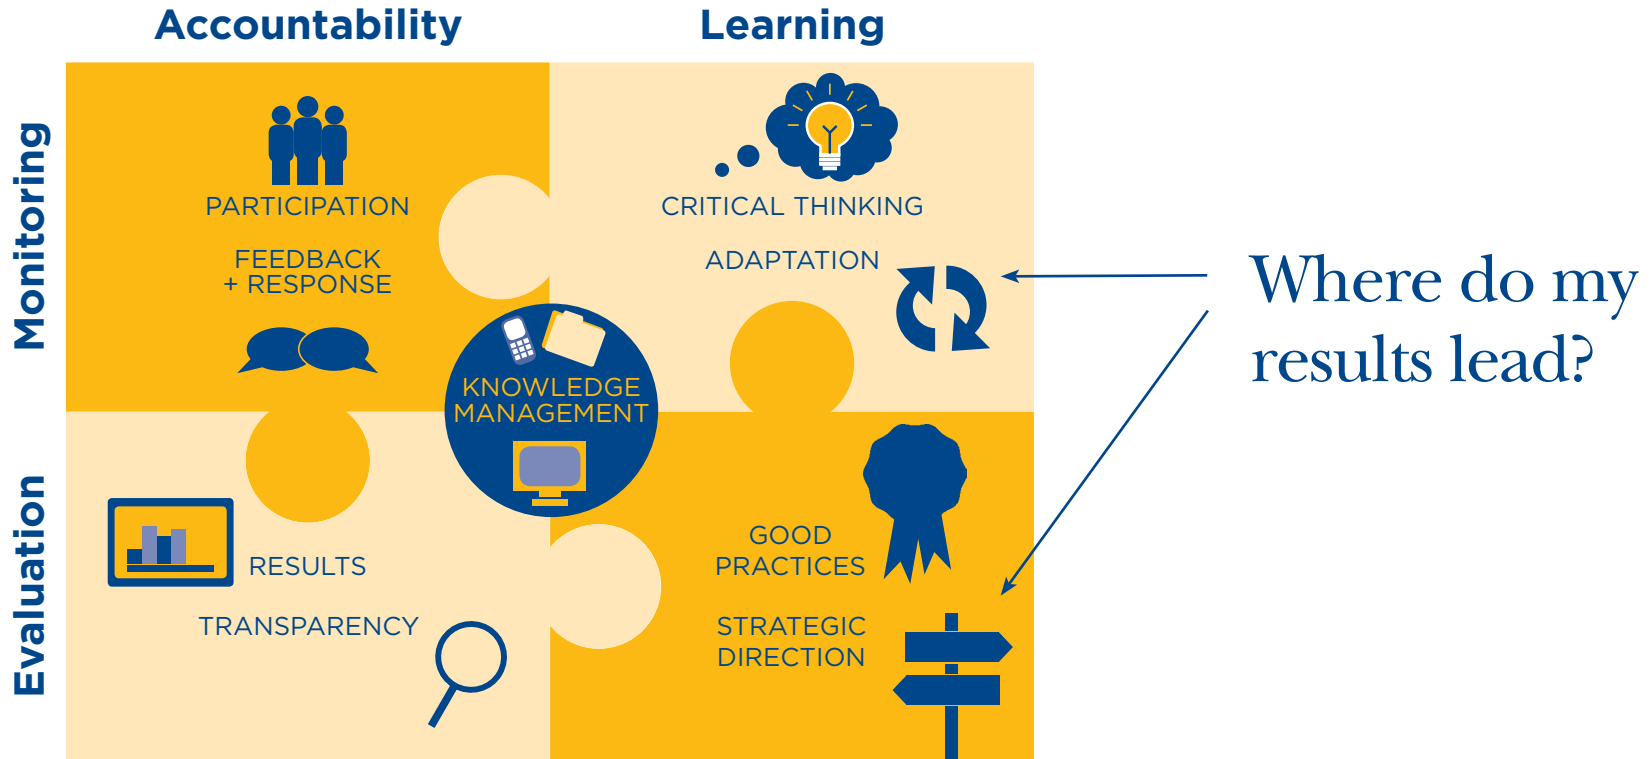 Accountability
Learning
Monitoring
PARTICIPATION
FEEDBACK
+ RESPONSE
CRITICAL THINKING
ADAPTATION
Where do my
results lead?
KNOWLEDGE
MANAGEMENT
Evaluation
RESULTS
TRANSPARENCY
GOOD
PRACTICES
STRATEGIC
DIRECTION